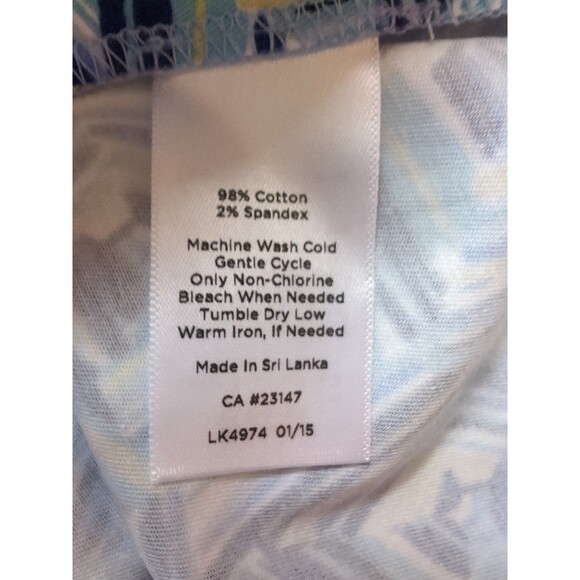 98% Cotton
2% Spandex
Machine Wash Cold
Gentle Cycle
Only Non-Chlorine
Bleach When Needed
Tumble Dry Low
Warm Iron, If Needed
Made In Sri Lanka
CA #23147
LK4974 01/15